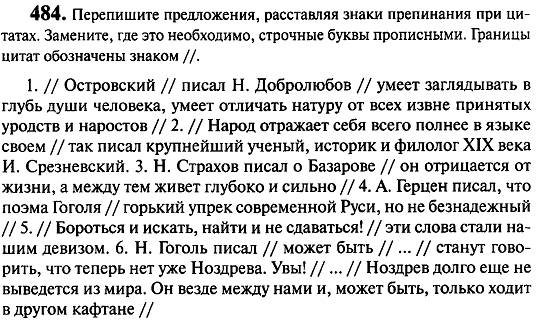 484. Перепишите предложения, расставляя знаки препинания при ци-
татах. Замените, где это необходимо, строчные буквы прописными. Границы
цитат обозначены знаком //.
1. // Островский // писал Н. Добролюбов // умеет заглядывать в
глубь души человека, умеет отличать натуру от всех извне принятых
уродств и наростов // 2. // Народ отражает себя всего полнее в языке
своем // так писал крупнейший ученый, историк и филолог XIX века
И. Срезневский. 3. Н. Страхов писал о Базарове // он отрицается от
жизни, а между тем живет глубоко и сильно // 4. А. Герцен писал, что
поэма Гоголя // горький упрек современной Руси, но не безнадежный
// 5. // Бороться и искать, найти и не сдаваться! // эти слова стали на-
шим девизом. 6. Н. Гоголь писал // может быть // ... // станут гово-
рить, что теперь нет уже Ноздрева. Увы! // ... // Ноздрев долго еще не
выведется из мира. Он везде между нами и, может быть, только ходит
в другом кафтане //